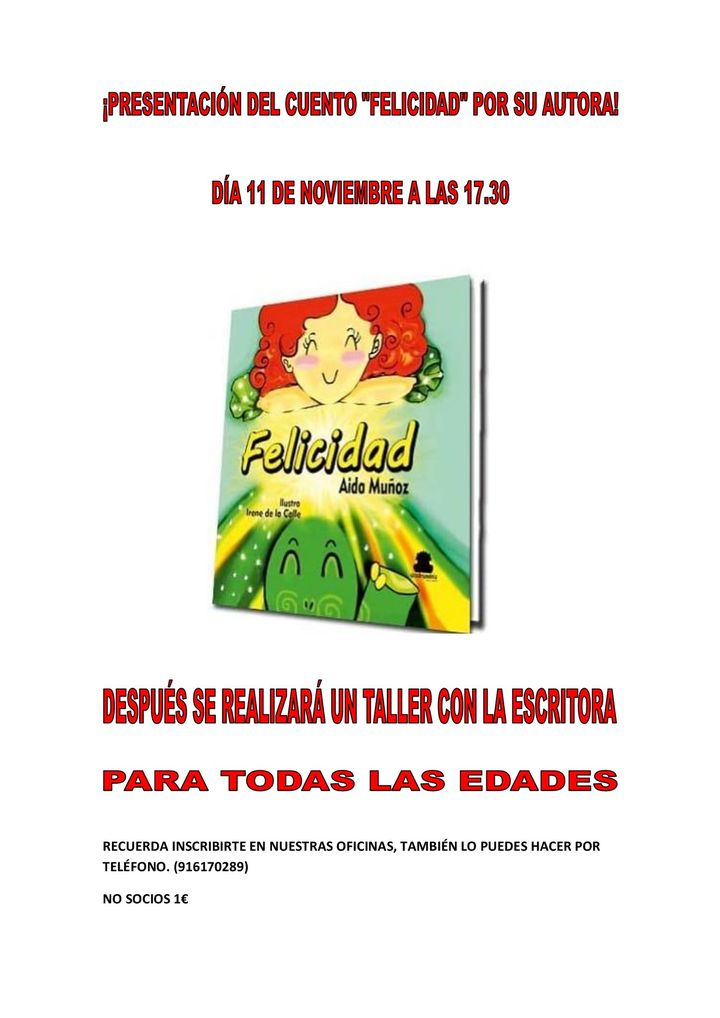 ¡PRESENTACIÓN DEL CUENTO "FELICIDAD" POR SU AUTORA!
DÍA 11 DE NOVIEMBRE A LAS 17.30
Felicidad
Aida Muñoz
Ilustra
Irene de la Calle
DESPUÉS SE REALIZARÁ UN TALLER CON LA ESCRITORA
PARA TODAS LAS EDADES
RECUERDA INSCRIBIRTE EN NUESTRAS OFICINAS, TAMBIÉN LO PUEDES HACER POR
TELÉFONO. (916170289)
NO SOCIOS 1€